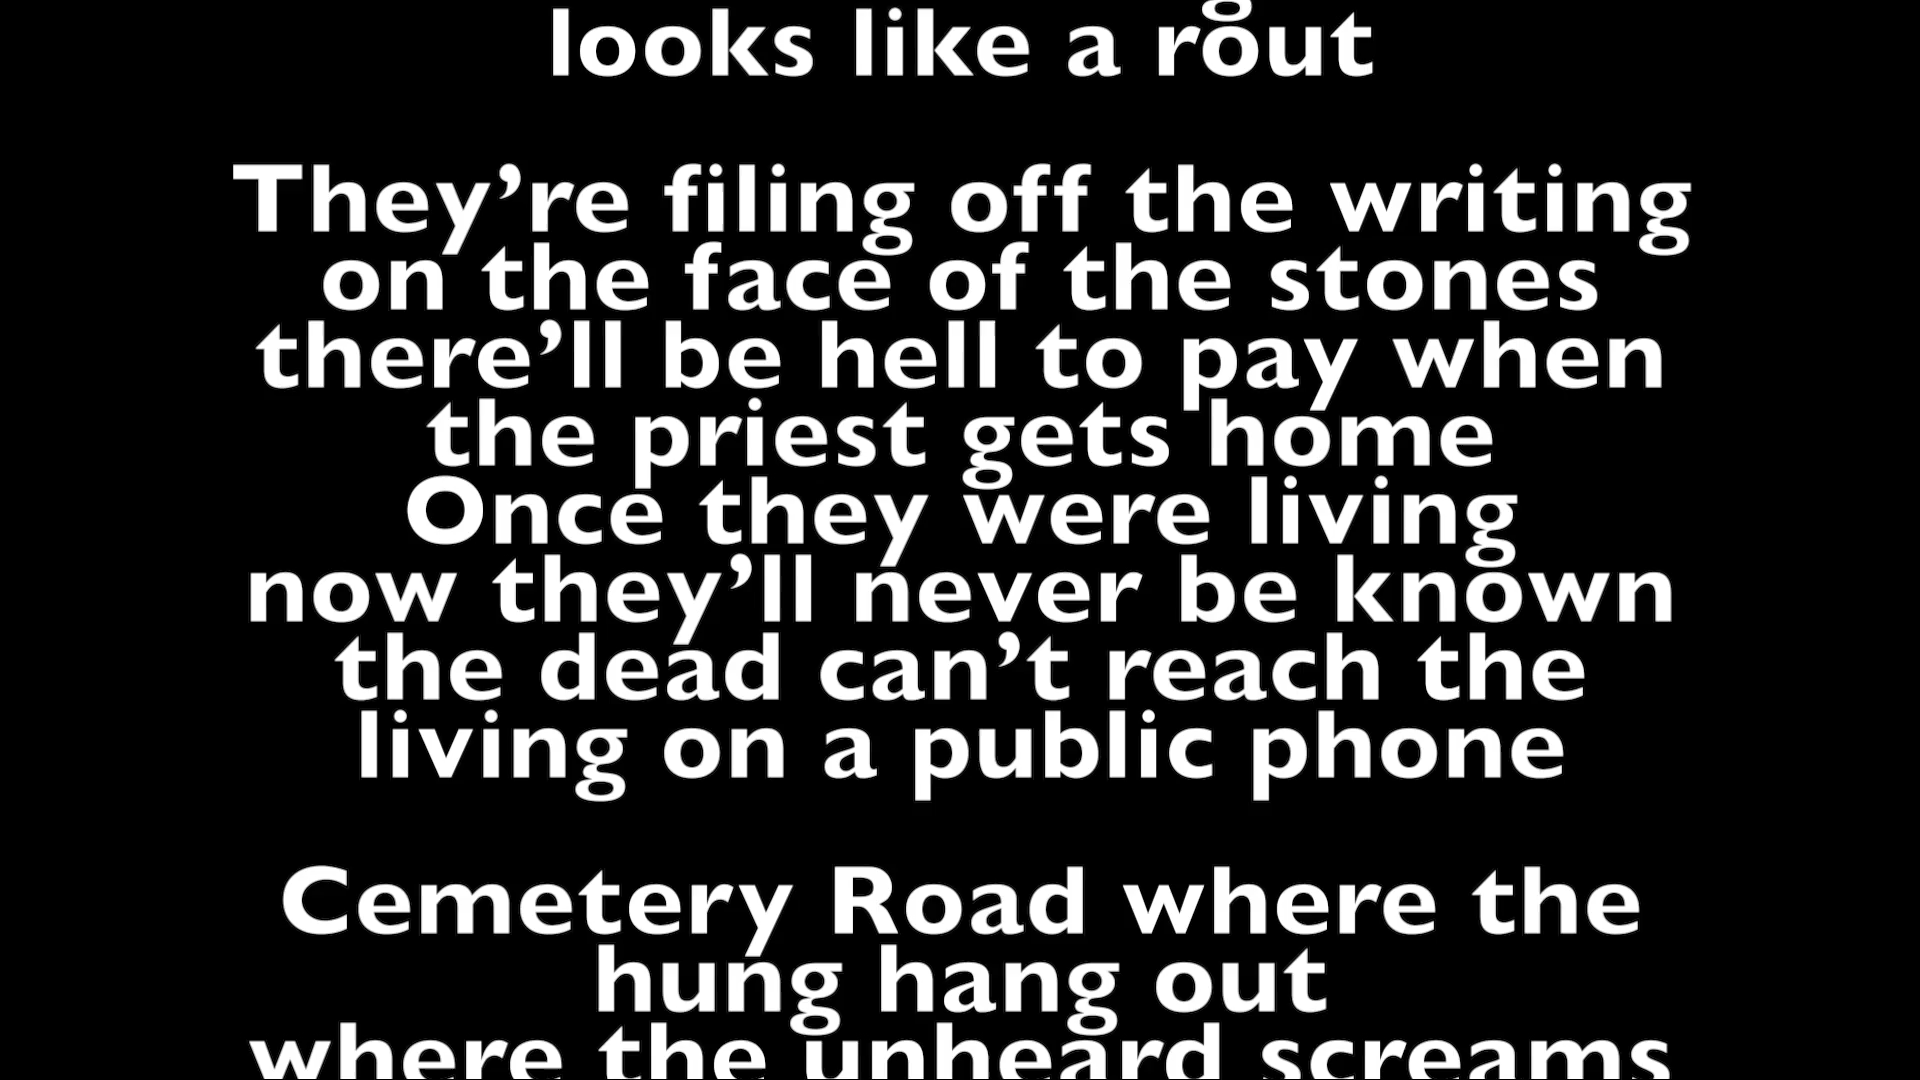 looks like a rout
They’re filing off the writing
on the face of the stones
there’ll be hell to pay when
the priest gets home
Once they were living
now they’ll never be known
the dead can’t reach the
living on a public phone
Cemetery Road where the
hung hang out
where the unheard screams